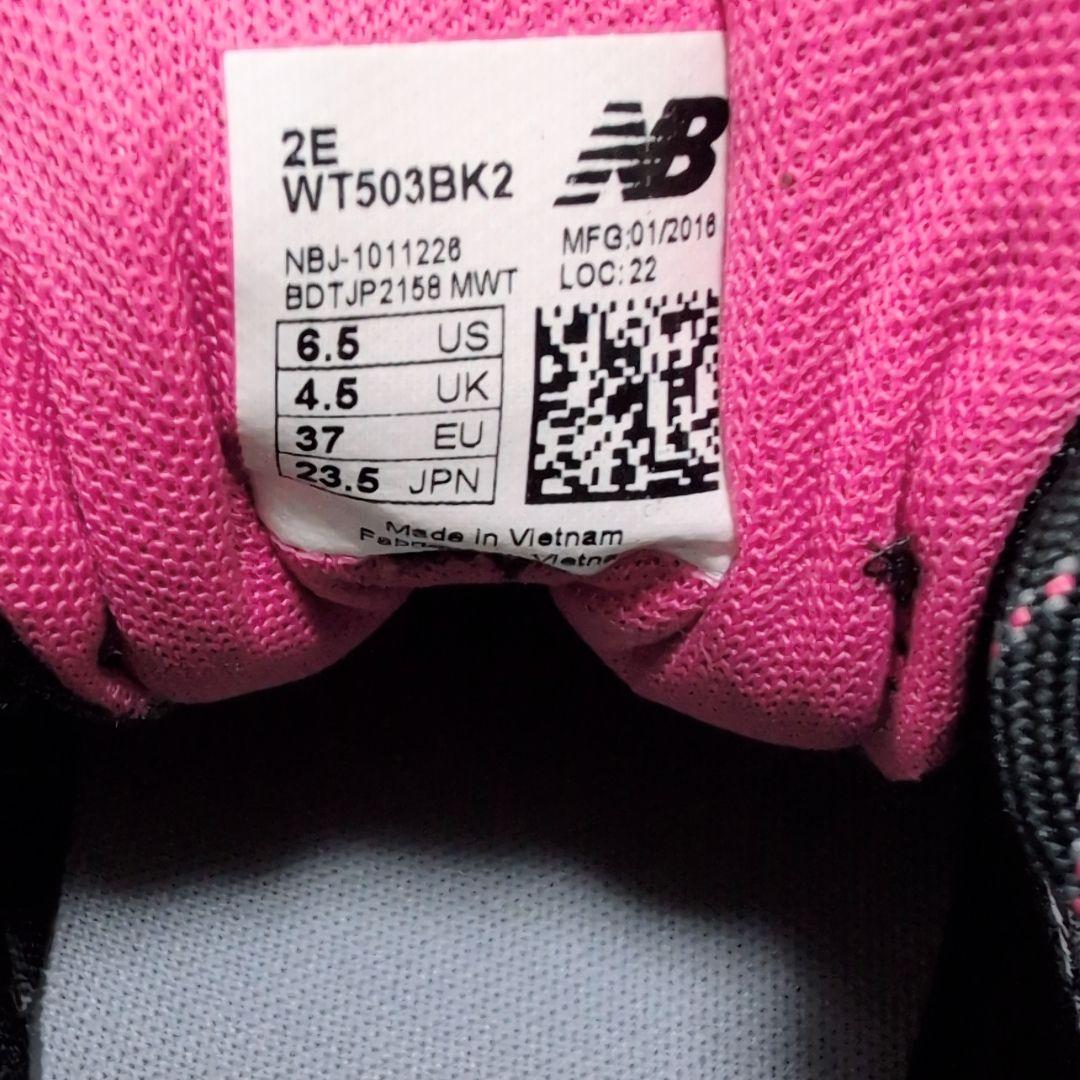 2E
WT503BK2
NB
NBJ-1011226
BDTJP2158 MWT
MFG:01/2016
LOC: 22
6.5 US
4.5 UK
37 EU
23.5 JPN
Made in Vietnam